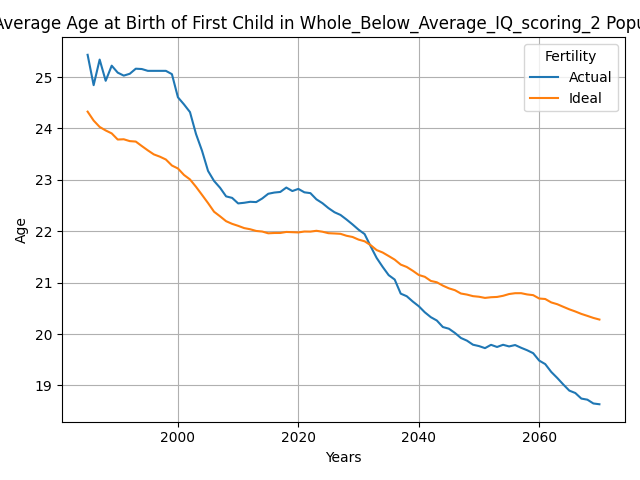 Average Age at Birth of First Child in Whole_Below_Average_IQ_scoring_2
Fertility
Actual
Ideal
25
24
23
22
21
20
19
Age
2000 2020 2040 2060
Years